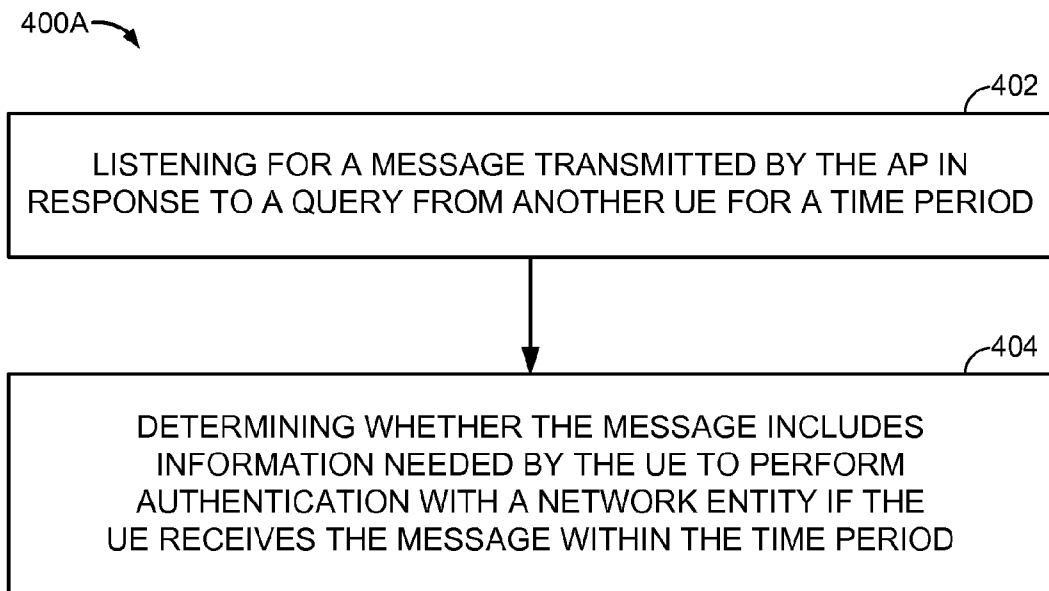 400A
402
LISTENING FOR A MESSAGE TRANSMITTED BY THE AP IN
RESPONSE TO A QUERY FROM ANOTHER UE FOR A TIME PERIOD
404
DETERMINING WHETHER THE MESSAGE INCLUDES
INFORMATION NEEDED BY THE UE TO PERFORM
AUTHENTICATION WITH A NETWORK ENTITY IF THE
UE RECEIVES THE MESSAGE WITHIN THE TIME PERIOD